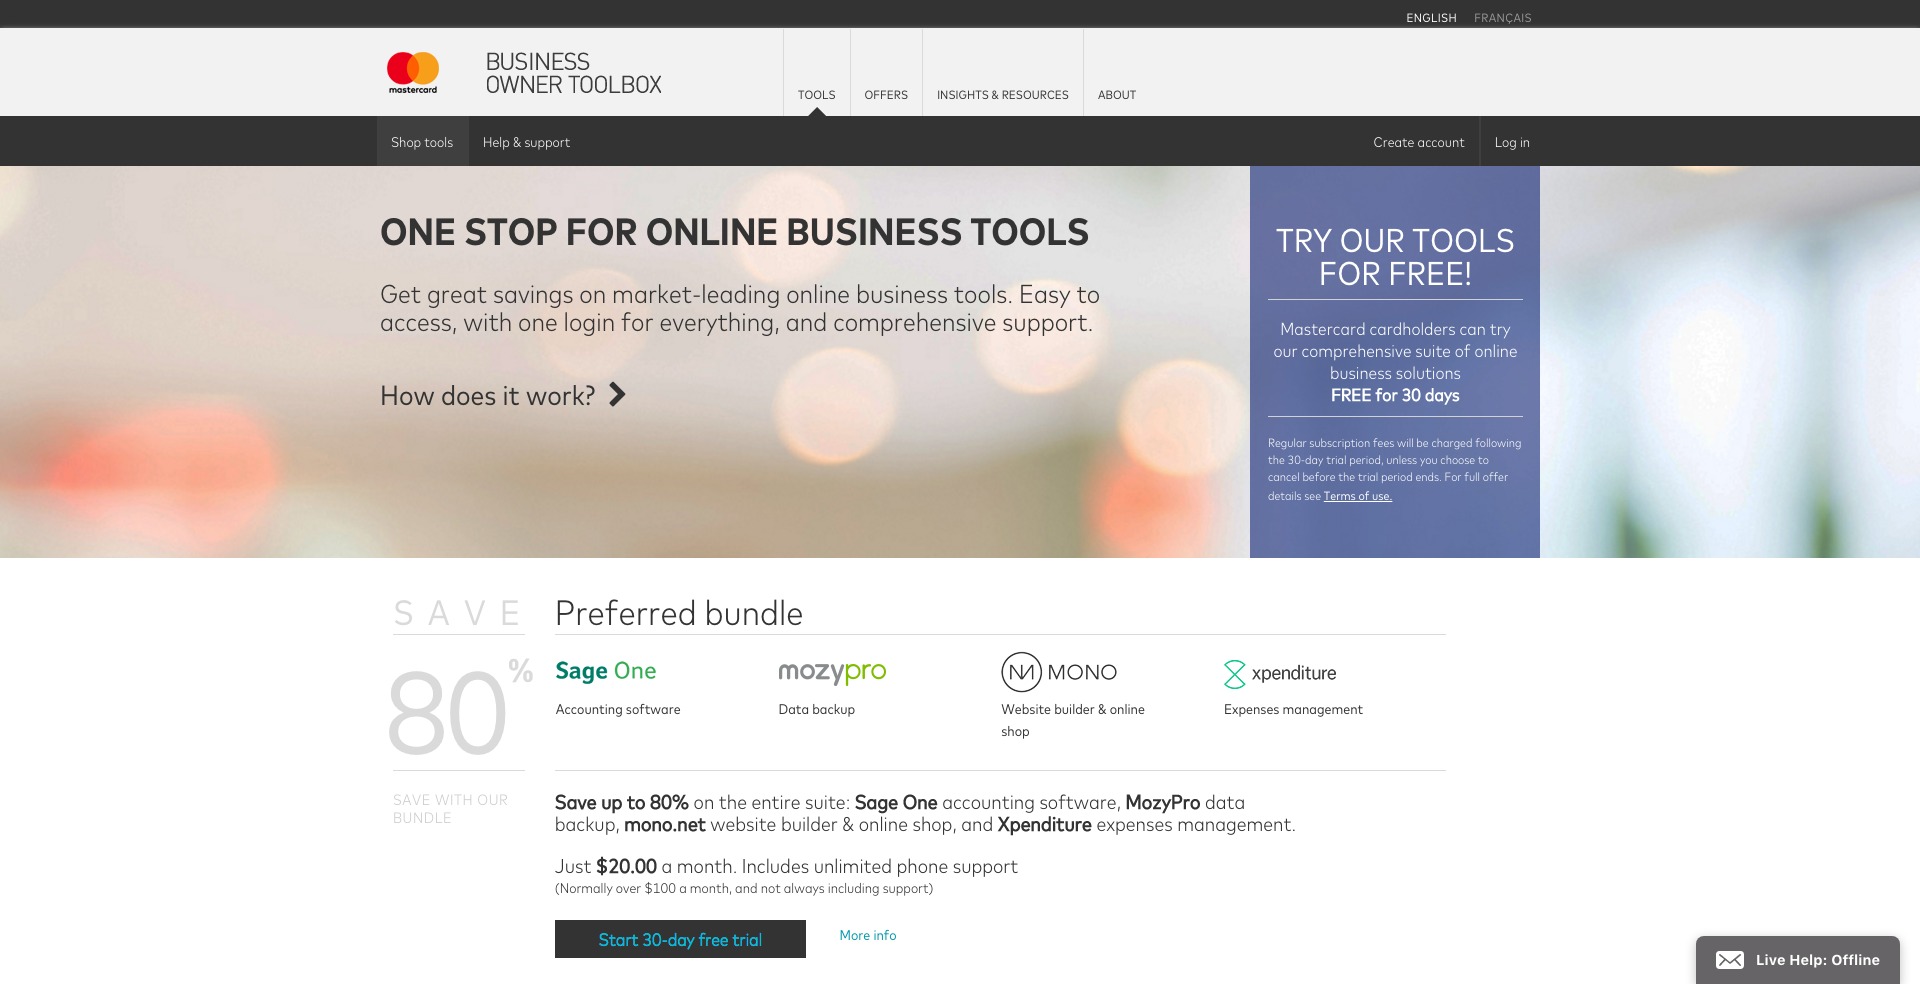 ENGLISH FRANÇAIS
mastercard
BUSINESS
OWNER TOOLBOX
TOOLS OFFERS INSIGHTS & RESOURCES ABOUT
Shop tools Help & support Create account Log in
ONE STOP FOR ONLINE BUSINESS TOOLS
Get great savings on market-leading online business tools. Easy to
access, with one login for everything, and comprehensive support.
How does it work?
TRY OUR TOOLS
FOR FREE!
Mastercard cardholders can try
our comprehensive suite of online
business solutions
FREE for 30 days
Regular subscription fees will be charged following
the 30-day trial period, unless you choose to
cancel before the trial period ends. For full offer
details see Terms of use.
SAVE
80%
SAVE WITH OUR
BUNDLE
Preferred bundle
Sage One
Accounting software
mozypro
Data backup
MONO
Website builder & online
shop
xpenditure
Expenses management
Save up to 80% on the entire suite: Sage One accounting software, MozyPro data
backup, mono.net website builder & online shop, and Xpenditure expenses management.
Just $20.00 a month. Includes unlimited phone support
(Normally over $100 a month, and not always including support)
Start 30-day free trial More info
Live Help: Offline